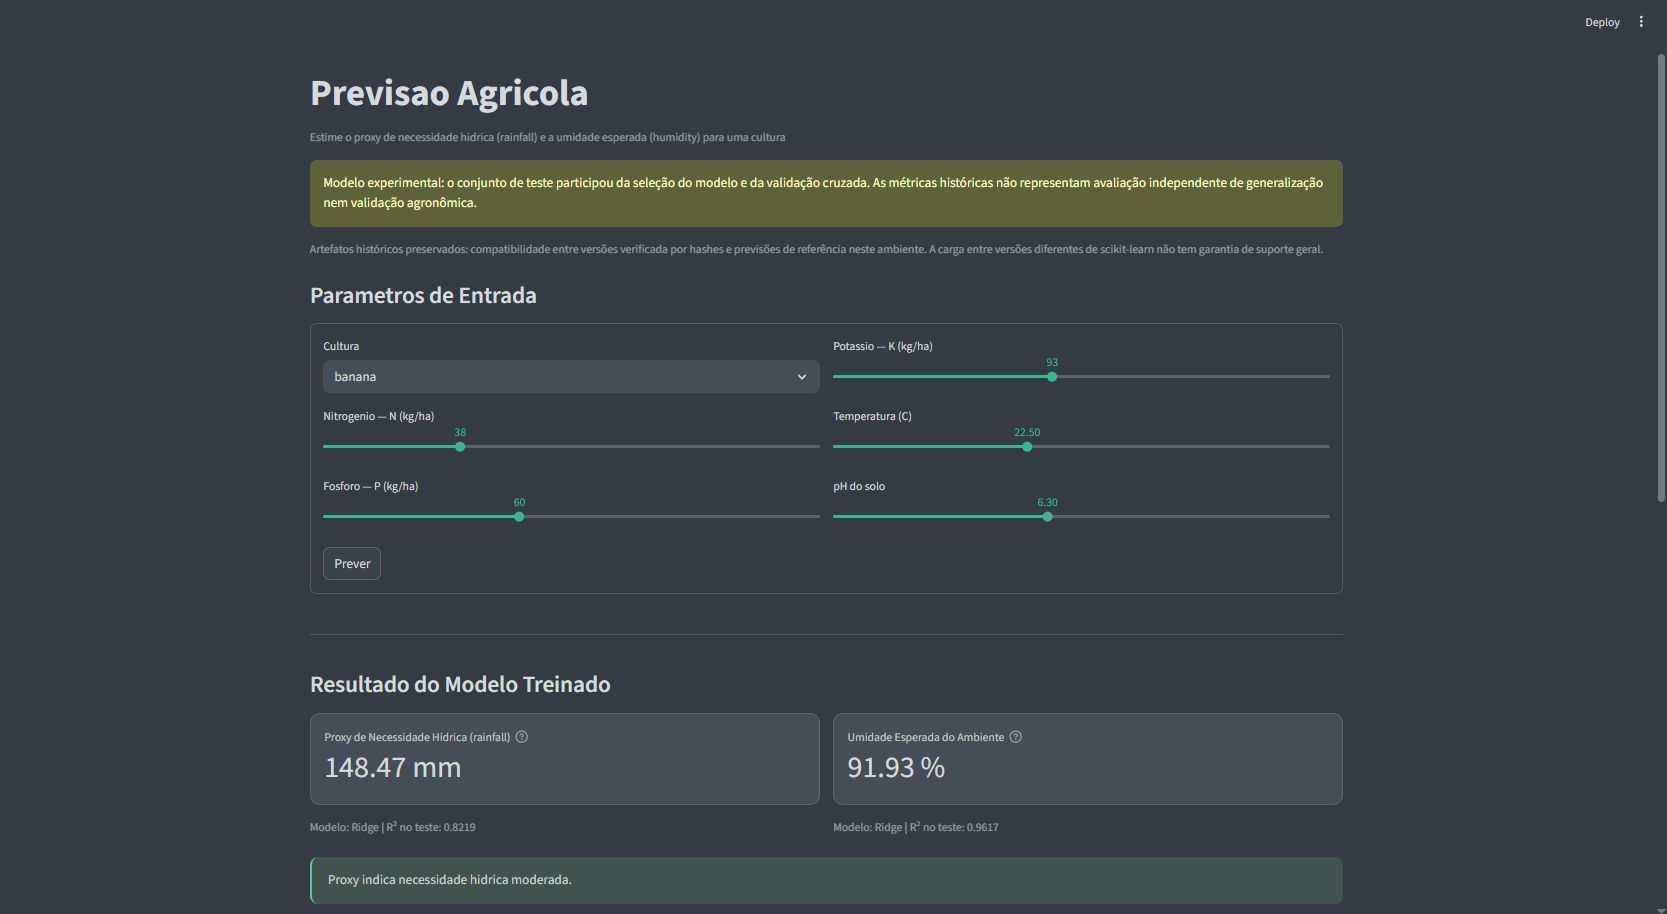 Deploy
Previsao Agricola
Estime o proxy de necessidade hidrica (rainfall) e a umidade esperada (humidity) para uma cultura
Modelo experimental: o conjunto de teste participou da seleção do modelo e da validação cruzada. As métricas históricas não representam avaliação independente de generalização
nem validação agronômica.
Artefatos históricos preservados: compatibilidade entre versões verificada por hashes e previsões de referência neste ambiente. A carga entre versões diferentes de scikit-learn não tem garantia de suporte geral.
Parametros de Entrada
Cultura
banana
Nitrogenio — N (kg/ha)
38
Fosforo — P (kg/ha)
60
Potassio — K (kg/ha)
93
Temperatura (C)
22.50
pH do solo
6.30
Prever
Resultado do Modelo Treinado
Proxy de Necessidade Hidrica (rainfall)
148.47 mm
Modelo: Ridge | R² no teste: 0.8219
Umidade Esperada do Ambiente
91.93 %
Modelo: Ridge | R² no teste: 0.9617
Proxy indica necessidade hidrica moderada.